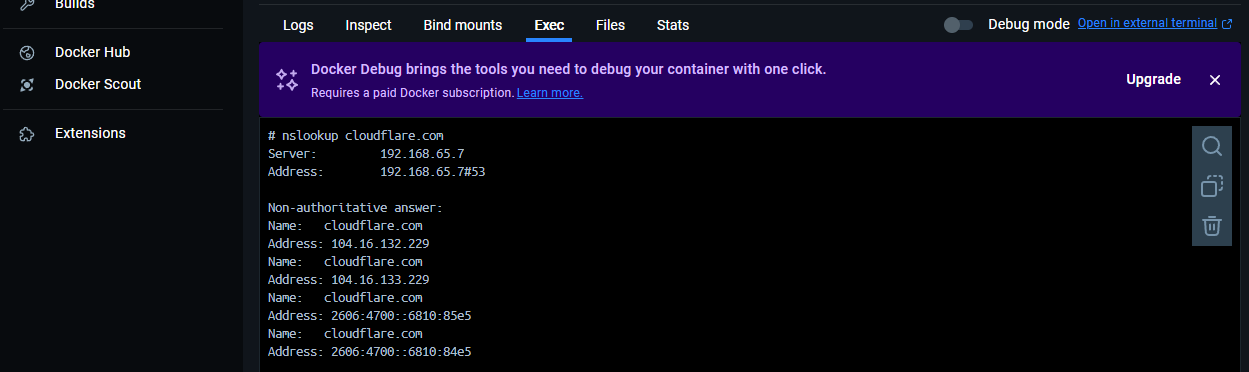 Builds
Docker Hub
Docker Scout
Extensions
Logs Inspect Bind mounts Exec Files Stats Debug mode Open in external terminal
Docker Debug brings the tools you need to debug your container with one click.
Requires a paid Docker subscription. Learn more.
Upgrade
# nslookup cloudflare.com
Server:         192.168.65.7
Address:        192.168.65.7#53

Non-authoritative answer:
Name:   cloudflare.com
Address: 104.16.132.229
Name:   cloudflare.com
Address: 104.16.133.229
Name:   cloudflare.com
Address: 2606:4700::6810:85e5
Name:   cloudflare.com
Address: 2606:4700::6810:84e5